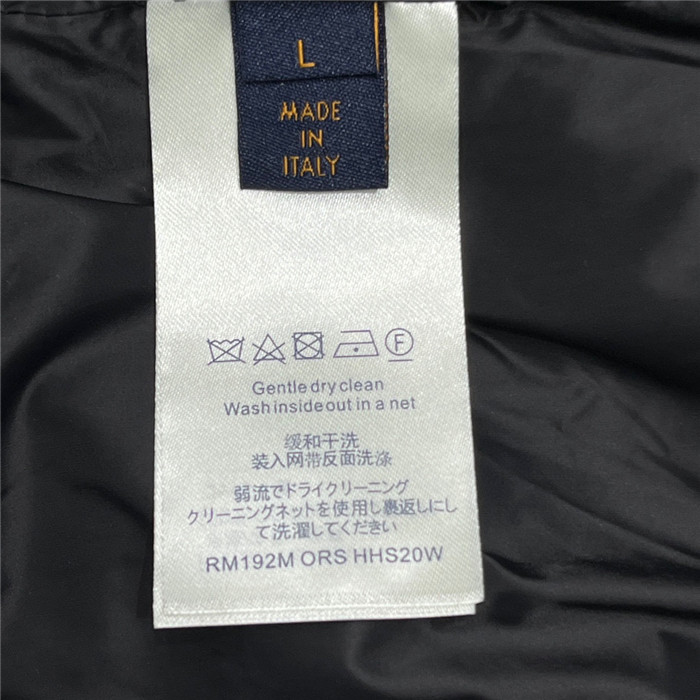 L
MADE
IN
ITALY
F
Gentle dry clean
Wash inside out in a net
缓和干洗
装入网带反面洗涤
弱流でドライクリーニング
クリーニングネットを使用し裏返しにし
て洗濯してください
RM192M ORS HHS20W